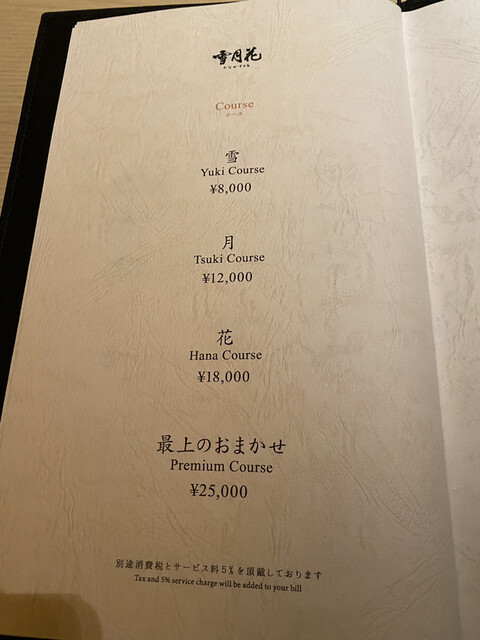 雪月花
Course
コース
雪
Yuki Course
¥8,000
月
Tsuki Course
¥12,000
花
Hana Course
¥18,000
最上のおまかせ
Premium Course
¥25,000
別途消費税とサービス料5%を頂戴しております
Tax and 5% service charge will be added to your bill